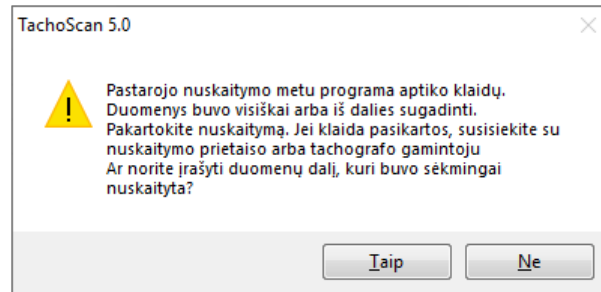 TachoScan 5.0
Pastarojo nuskaitymo metu programa aptiko klaidų.
Duomenys buvo visiškai arba iš dalies sugadinti.
Pakartokite nuskaitymą. Jei klaida pasikartos, susisiekite su
nuskaitymo prietaiso arba tachografo gamintoju
Ar norite įrašyti duomenų dalį, kuri buvo sėkmingai
nuskaityta?
Taip
Ne